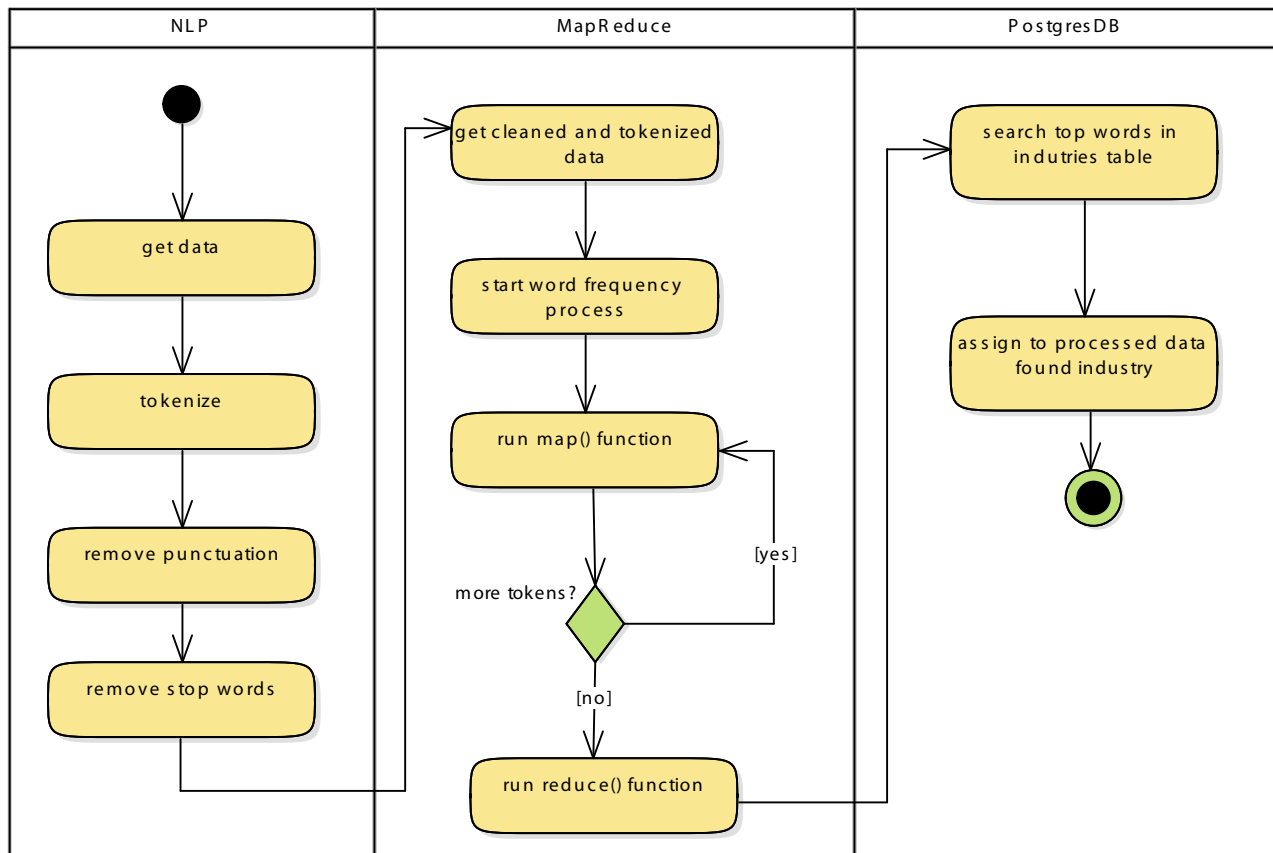 NLP
MapReduce
PostgresDB
get data
tokenize
remove punctuation
remove stop words
get cleaned and tokenized
data
start word frequency
process
run map() function
more tokens?
[yes]
[no]
run reduce() function
search top words in
indutries table
assign to processed data
found industry